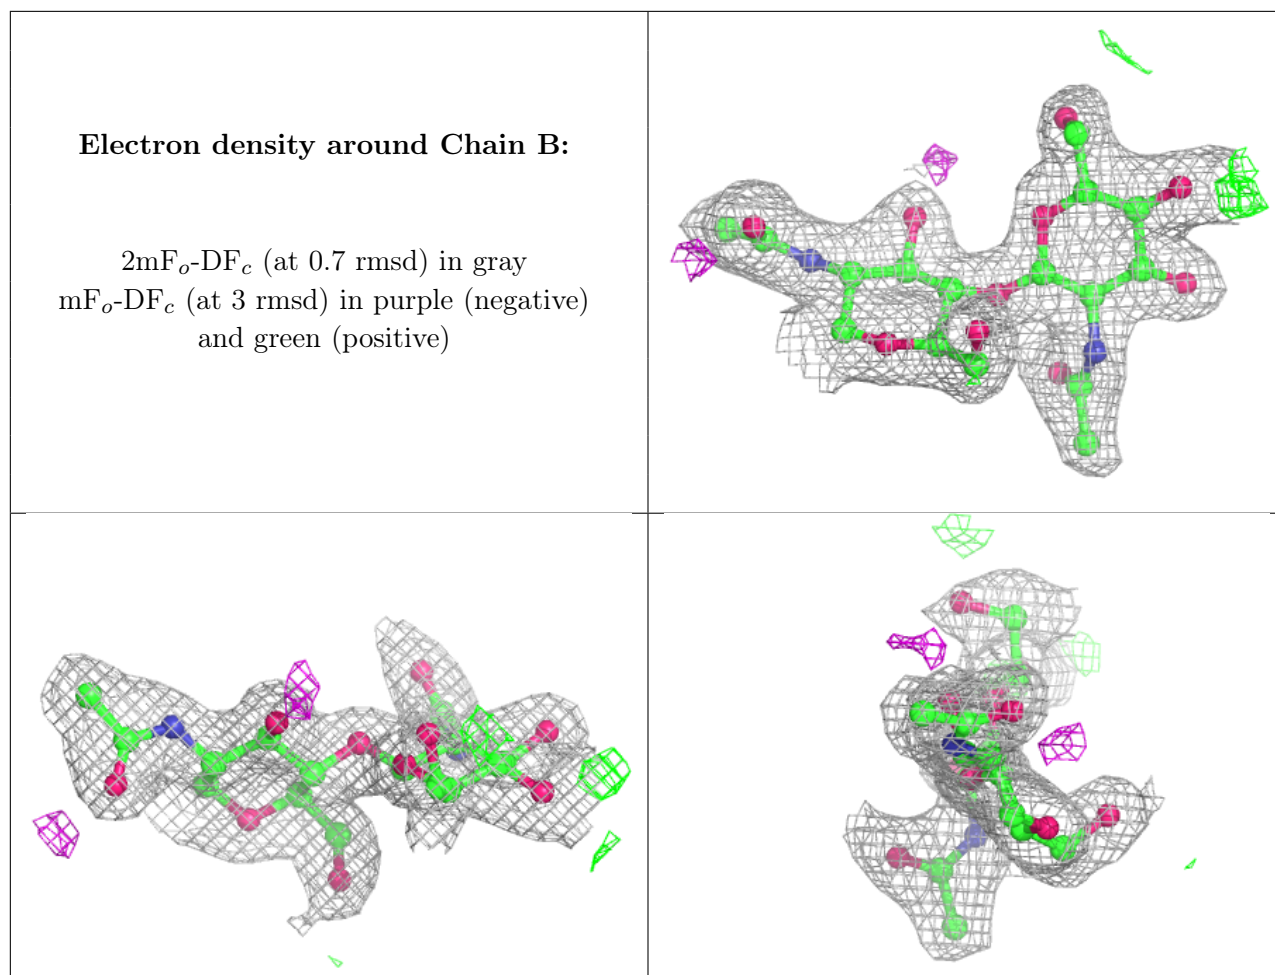 Electron density around Chain B:
2mFo-DFc (at 0.7 rmsd) in gray
mFo-DFc (at 3 rmsd) in purple (negative)
and green (positive)